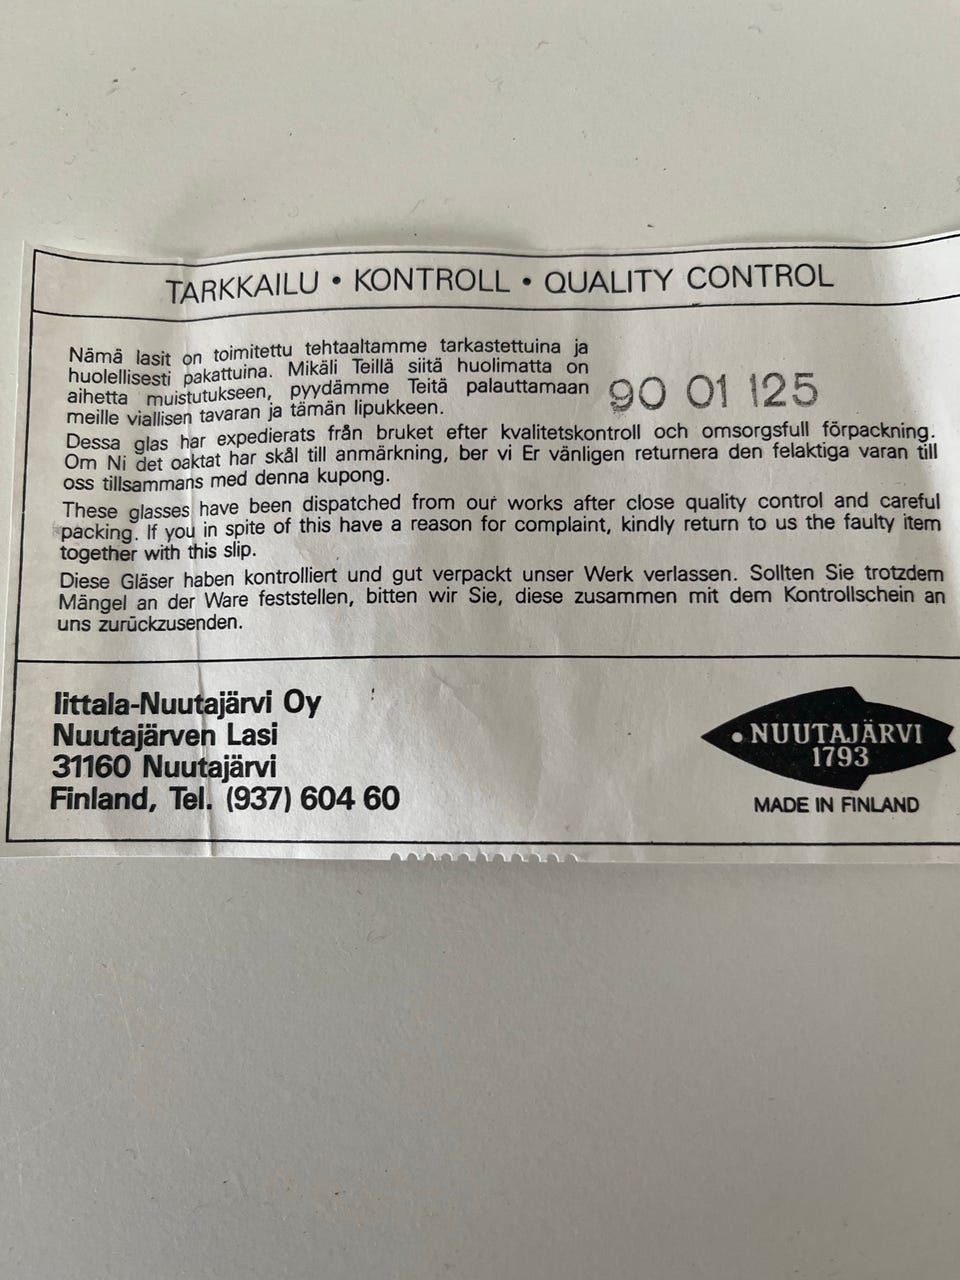 TARKKAILU • KONTROLL • QUALITY CONTROL
Nämä lasit on toimitettu tehtaaltamme tarkastettuina ja
huolellisesti pakattuina. Mikäli Teillä siitä huolimatta on
aihetta muistutukseen, pyydämme Teitä palauttamaan
meille viallisen tavaran ja tämän lipukkeen.
90 01 125
Dessa glas har expedierats från bruket efter kvalitetskontroll och omsorgsfull förpackning.
Om Ni det oaktat har skål till anmärkning, ber vi Er vänligen returnera den felaktiga varan till
oss tillsammans med denna kupong.
These glasses have been dispatched from our works after close quality control and careful
packing. If you in spite of this have a reason for complaint, kindly return to us the faulty item
together with this slip.
Diese Gläser haben kontrolliert und gut verpackt unser Werk verlassen. Sollten Sie trotzdem
Mängel an der Ware feststellen, bitten wir Sie, diese zusammen mit dem Kontrollschein an
uns zurückzusenden.
Iittala-Nuutajärvi Oy
Nuutajärven Lasi
31160 Nuutajärvi
Finland, Tel. (937) 604 60
NUUTAJÄRVI
1793
MADE IN FINLAND